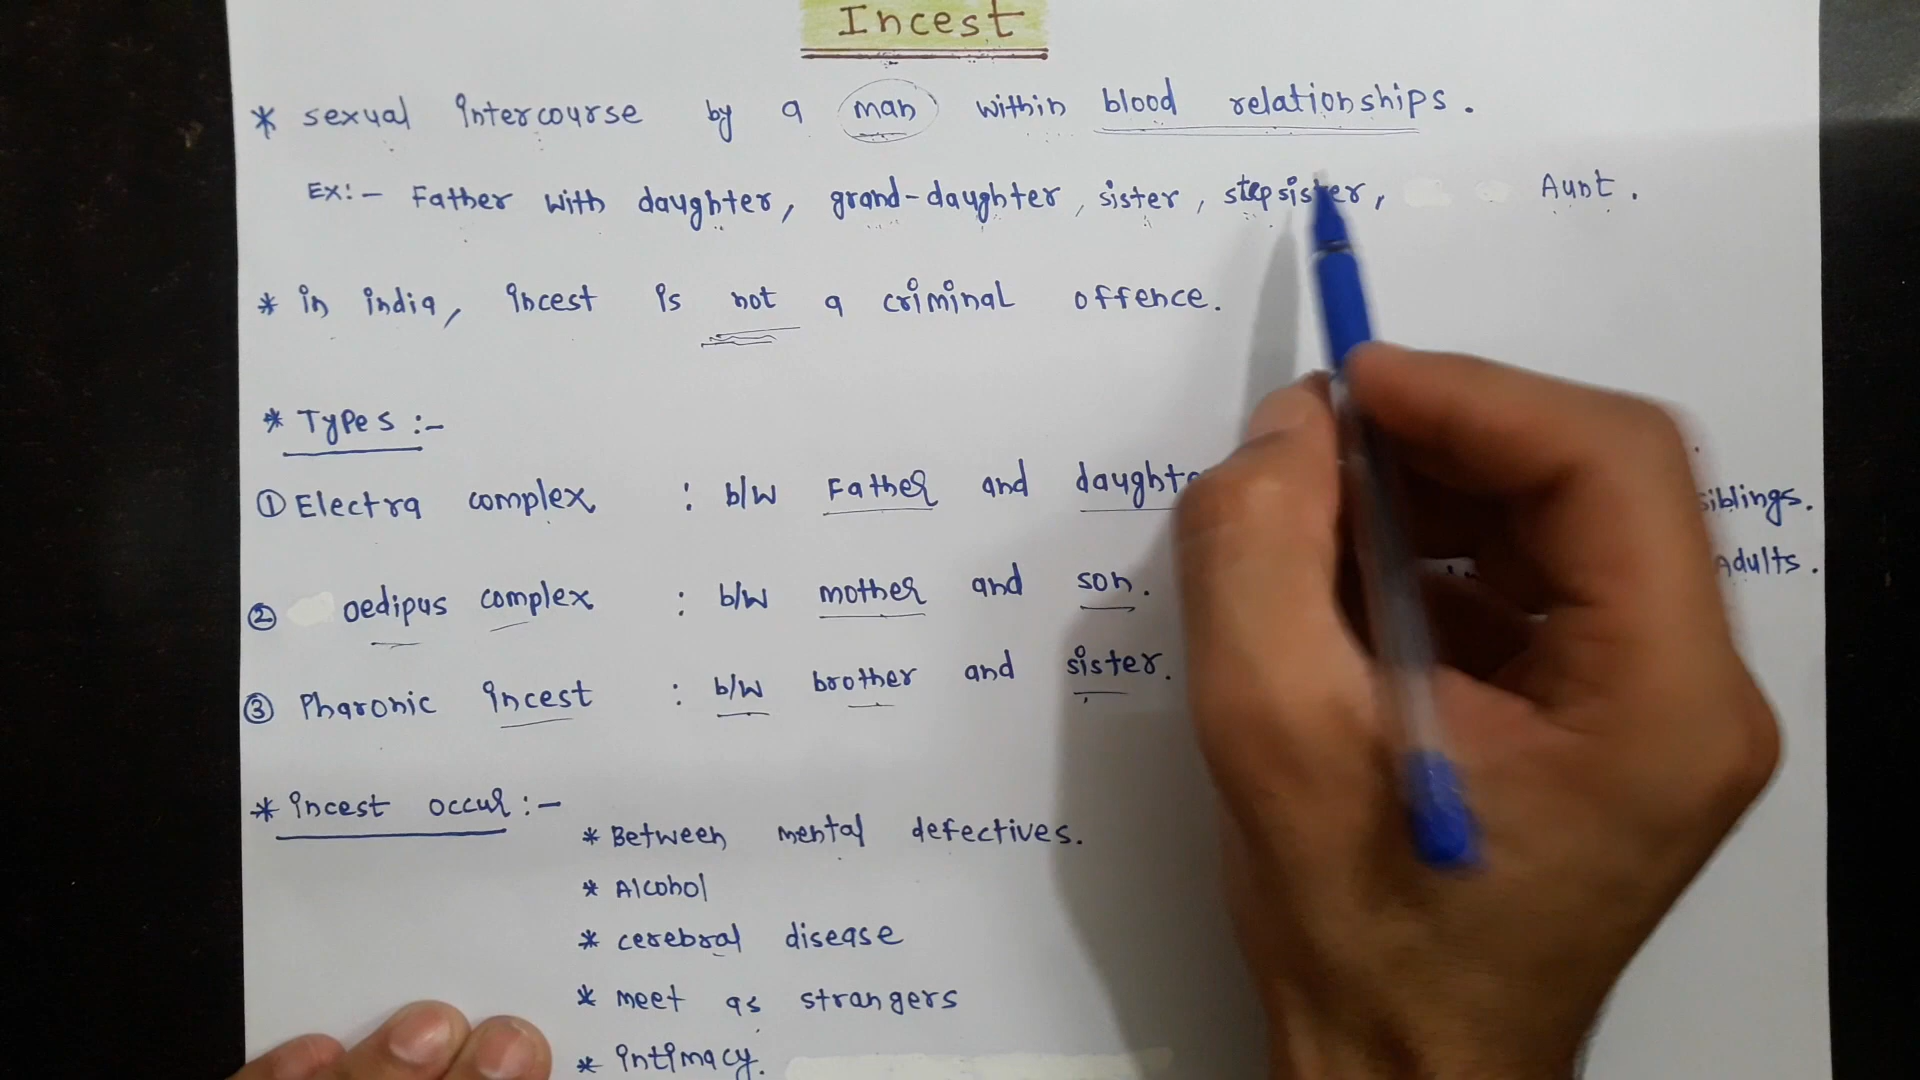 Incest
* sexual intercourse by a man within blood relationships.
Ex:- Father with daughter, grand-daughter, sister, stepsister, Aunt.
* in india, incest is not a criminal offence.
* Types :-
① Electra complex : b/w Father and daughte
siblings.
Adults.
② oedipus complex : b/w mother and son.
③ Pharonic incest : b/w brother and sister.
* incest occur :-
* Between mental defectives.
* Alcohol
* cerebral disease
* meet as strangers
* intimacy.